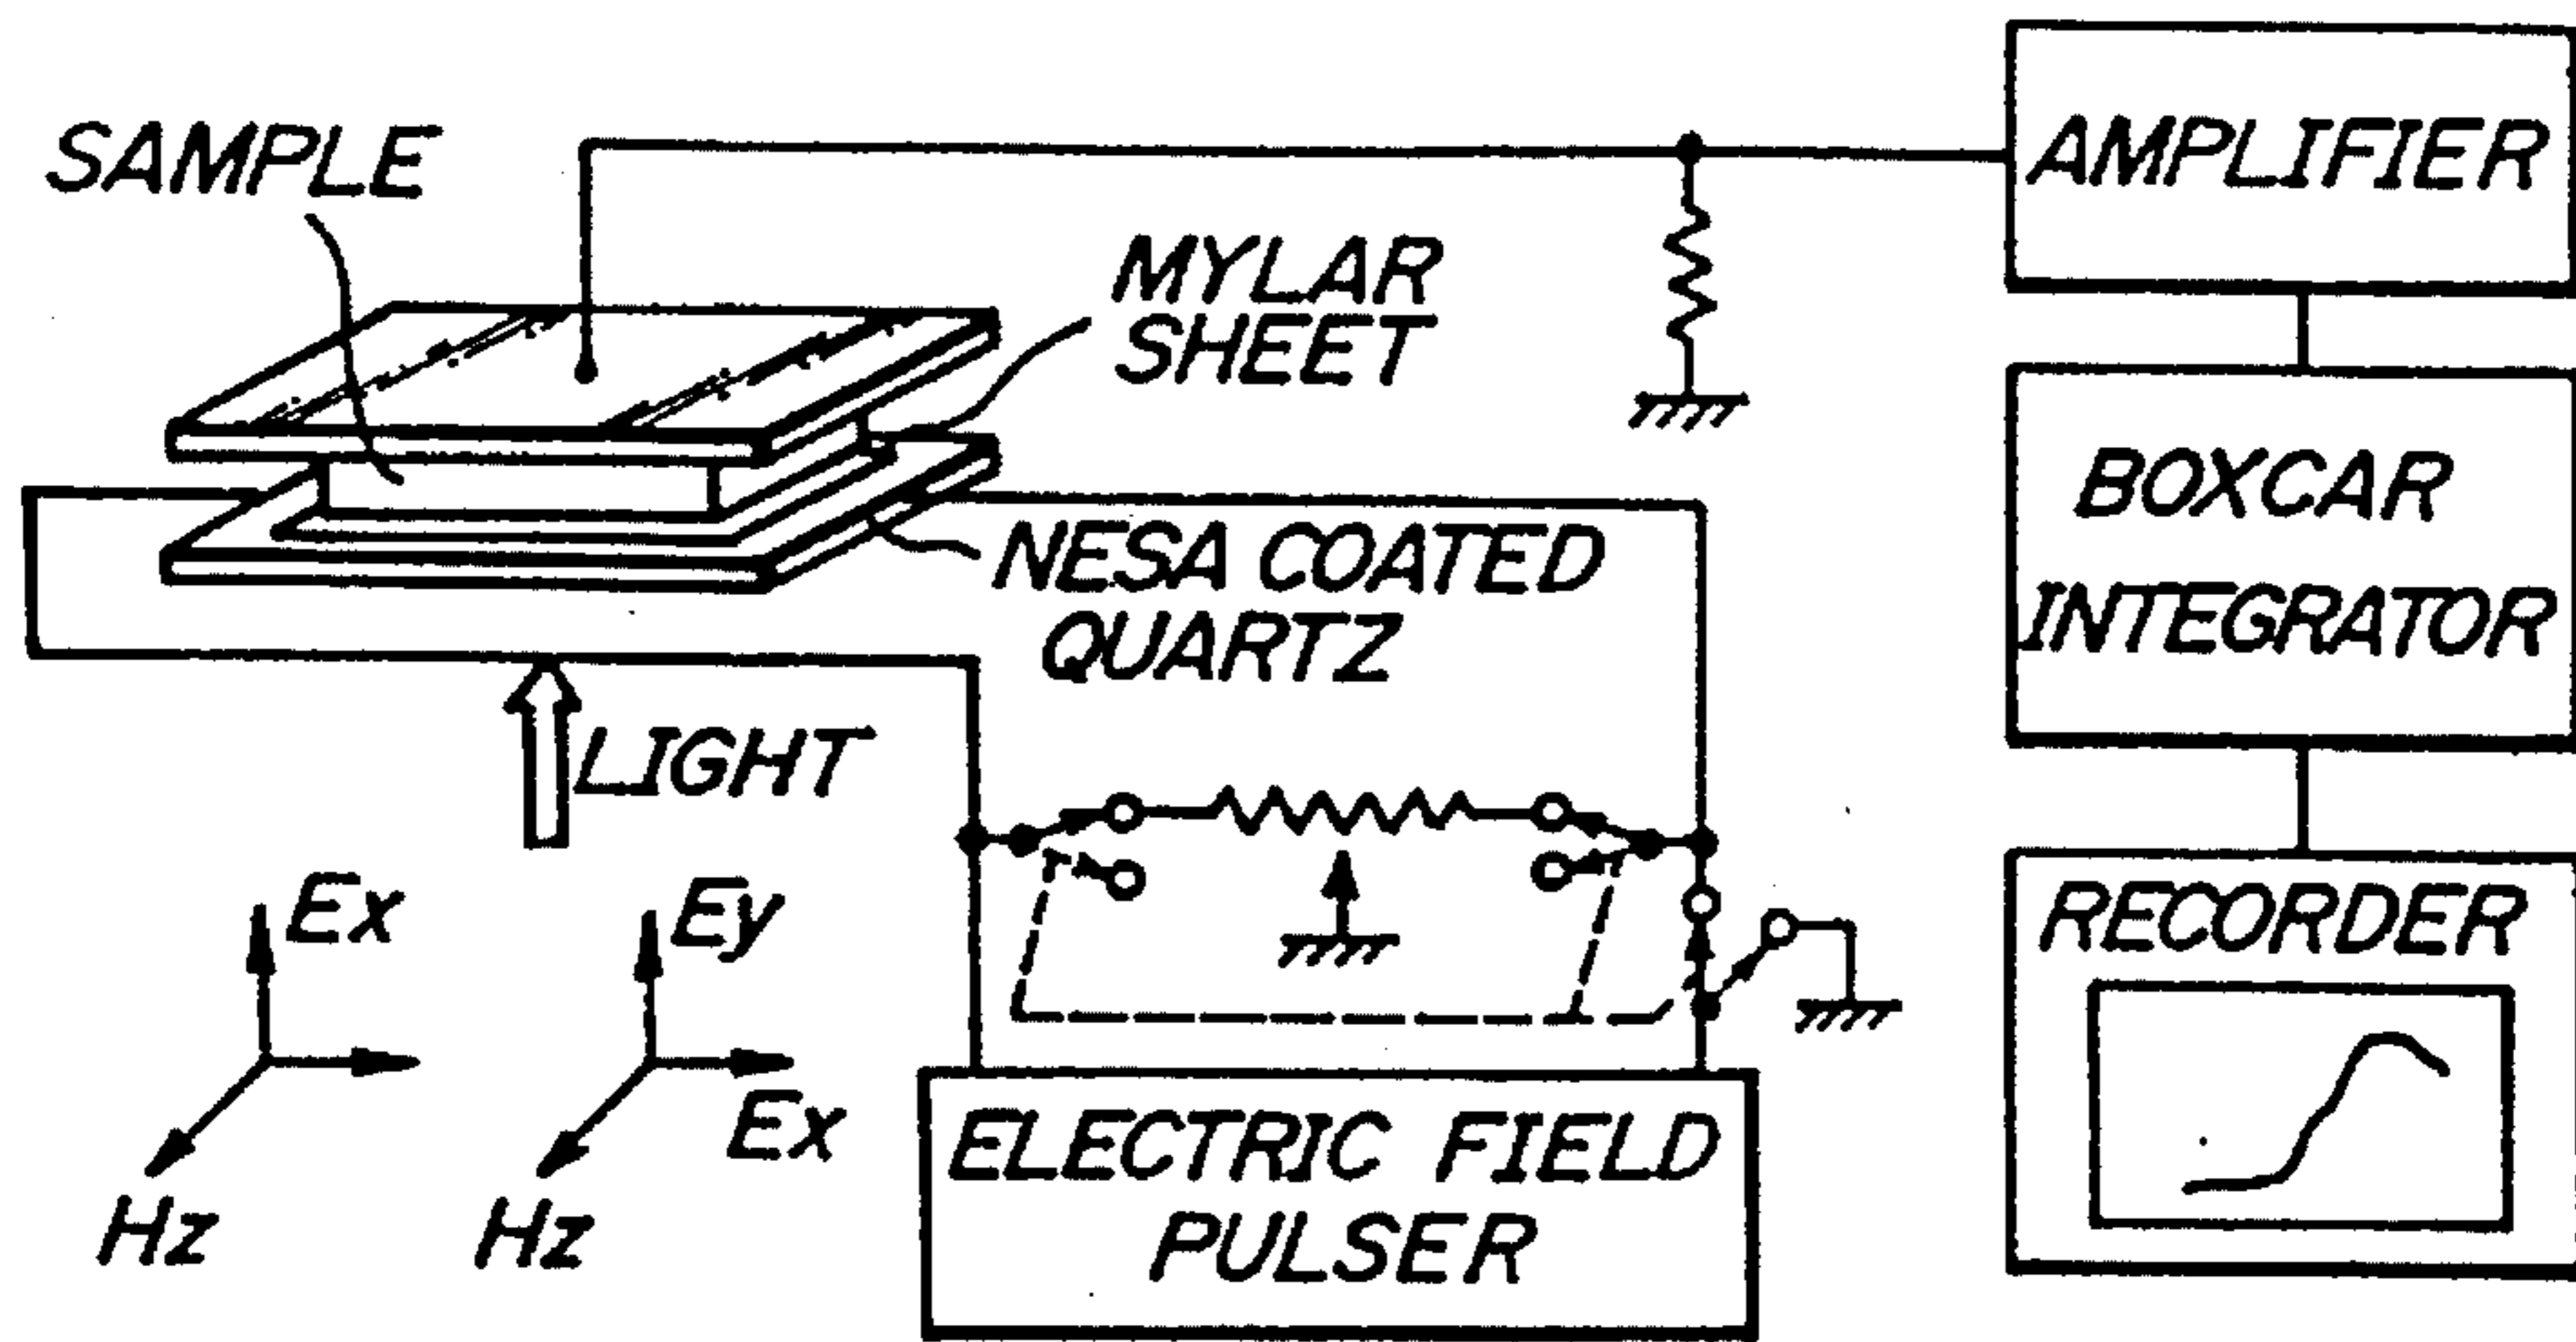 SAMPLE
MYLAR
SHEET
NESA COATED
QUARTZ
LIGHT
Ex
Hz
Ey
Ex
Hz
ELECTRIC FIELD
PULSER
AMPLIFIER
BOXCAR
INTEGRATOR
RECORDER